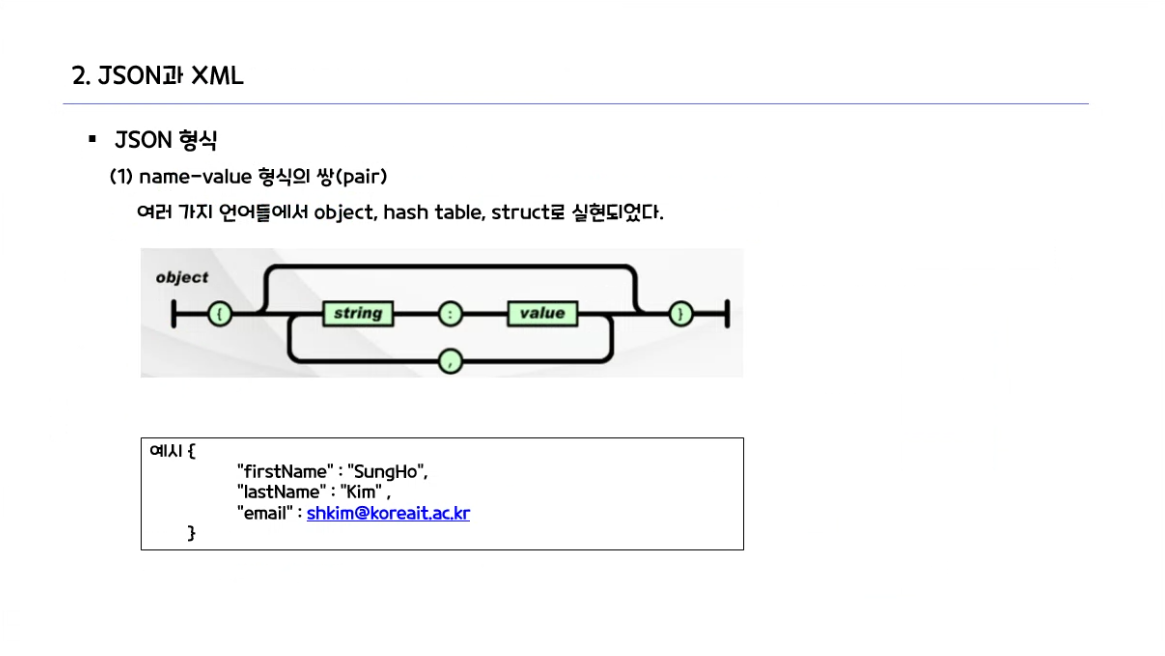 2. JSON과 XML
▪ JSON 형식
(1) name-value 형식의 쌍(pair)
여러 가지 언어들에서 object, hash table, struct로 실현되었다.
object
{ string : value }
,
예시 {
"firstName" : "SungHo",
"lastName" : "Kim" ,
"email" : shkim@koreait.ac.kr
}